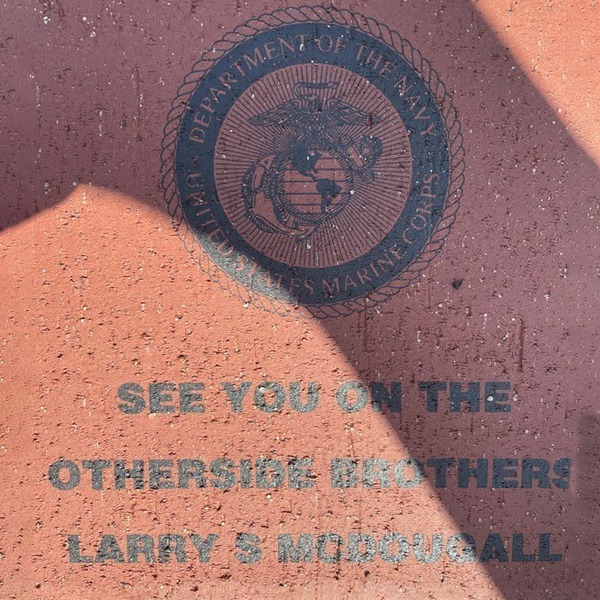 DEPARTMENT OF THE NAVY
UNITED STATES MARINE CORPS
SEE YOU ON THE
OTHERSIDE BROTHERS
LARRY S MCDOUGALL